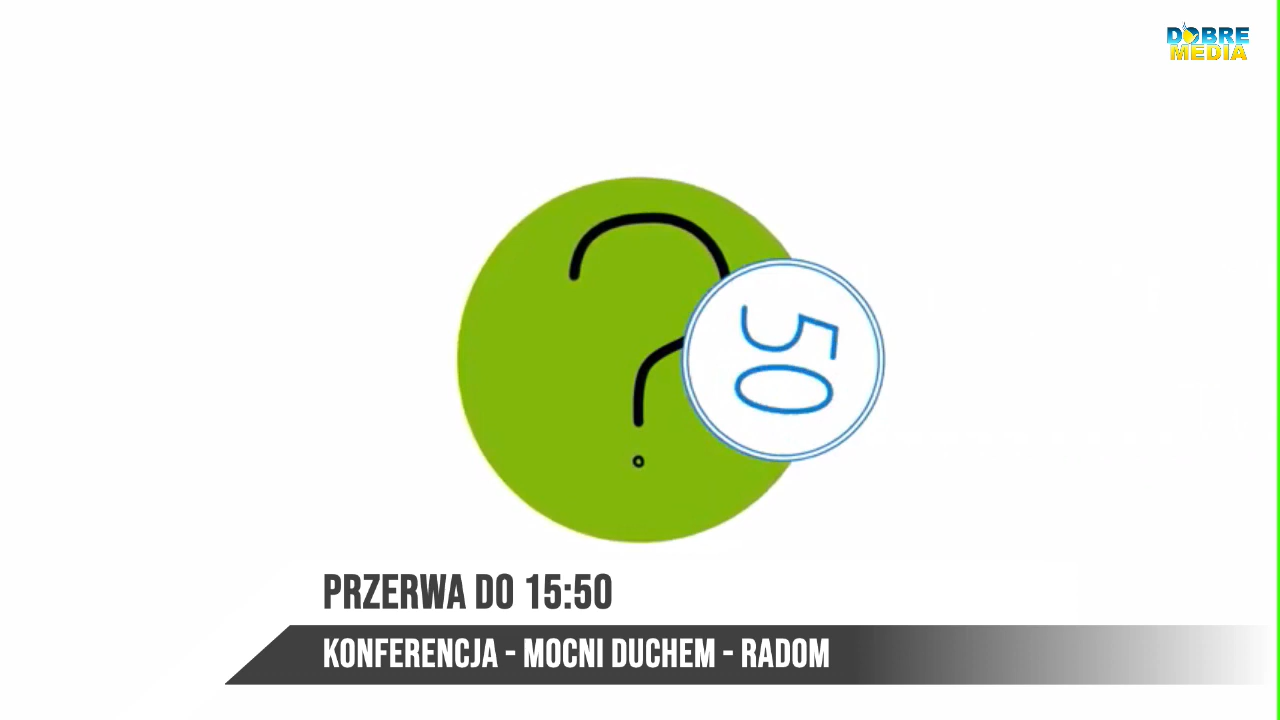 DOBRE
MEDIA
?
50
PRZERWA DO 15:50
KONFERENCJA - MOCNI DUCHEM - RADOM